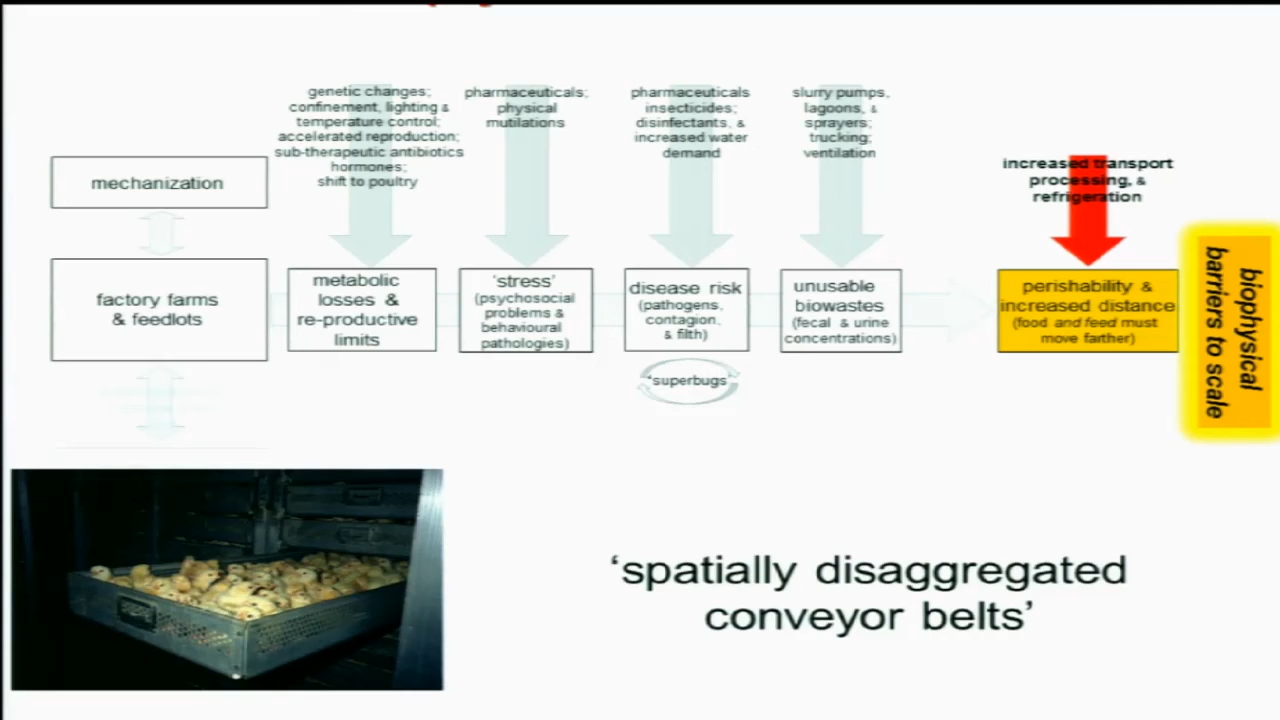 genetic changes;
confinement, lighting &
temperature control;
accelerated reproduction;
sub-therapeutic antibiotics
hormones;
shift to poultry
pharmaceuticals;
physical
mutilations
pharmaceuticals
insecticides;
disinfectants, &
increased water
demand
slurry pumps,
lagoons, &
sprayers;
trucking;
ventilation
increased transport
processing, &
refrigeration
mechanization
factory farms
& feedlots
metabolic
losses &
re-productive
limits
'stress'
(psychosocial
problems &
behavioural
pathologies)
disease risk
(pathogens,
contagion,
& filth)
"superbugs"
unusable
biowastes
(fecal & urine
concentrations)
perishability &
increased distance
(food and feed must
move farther)
biophysical
barriers to scale
‘spatially disaggregated
conveyor belts’